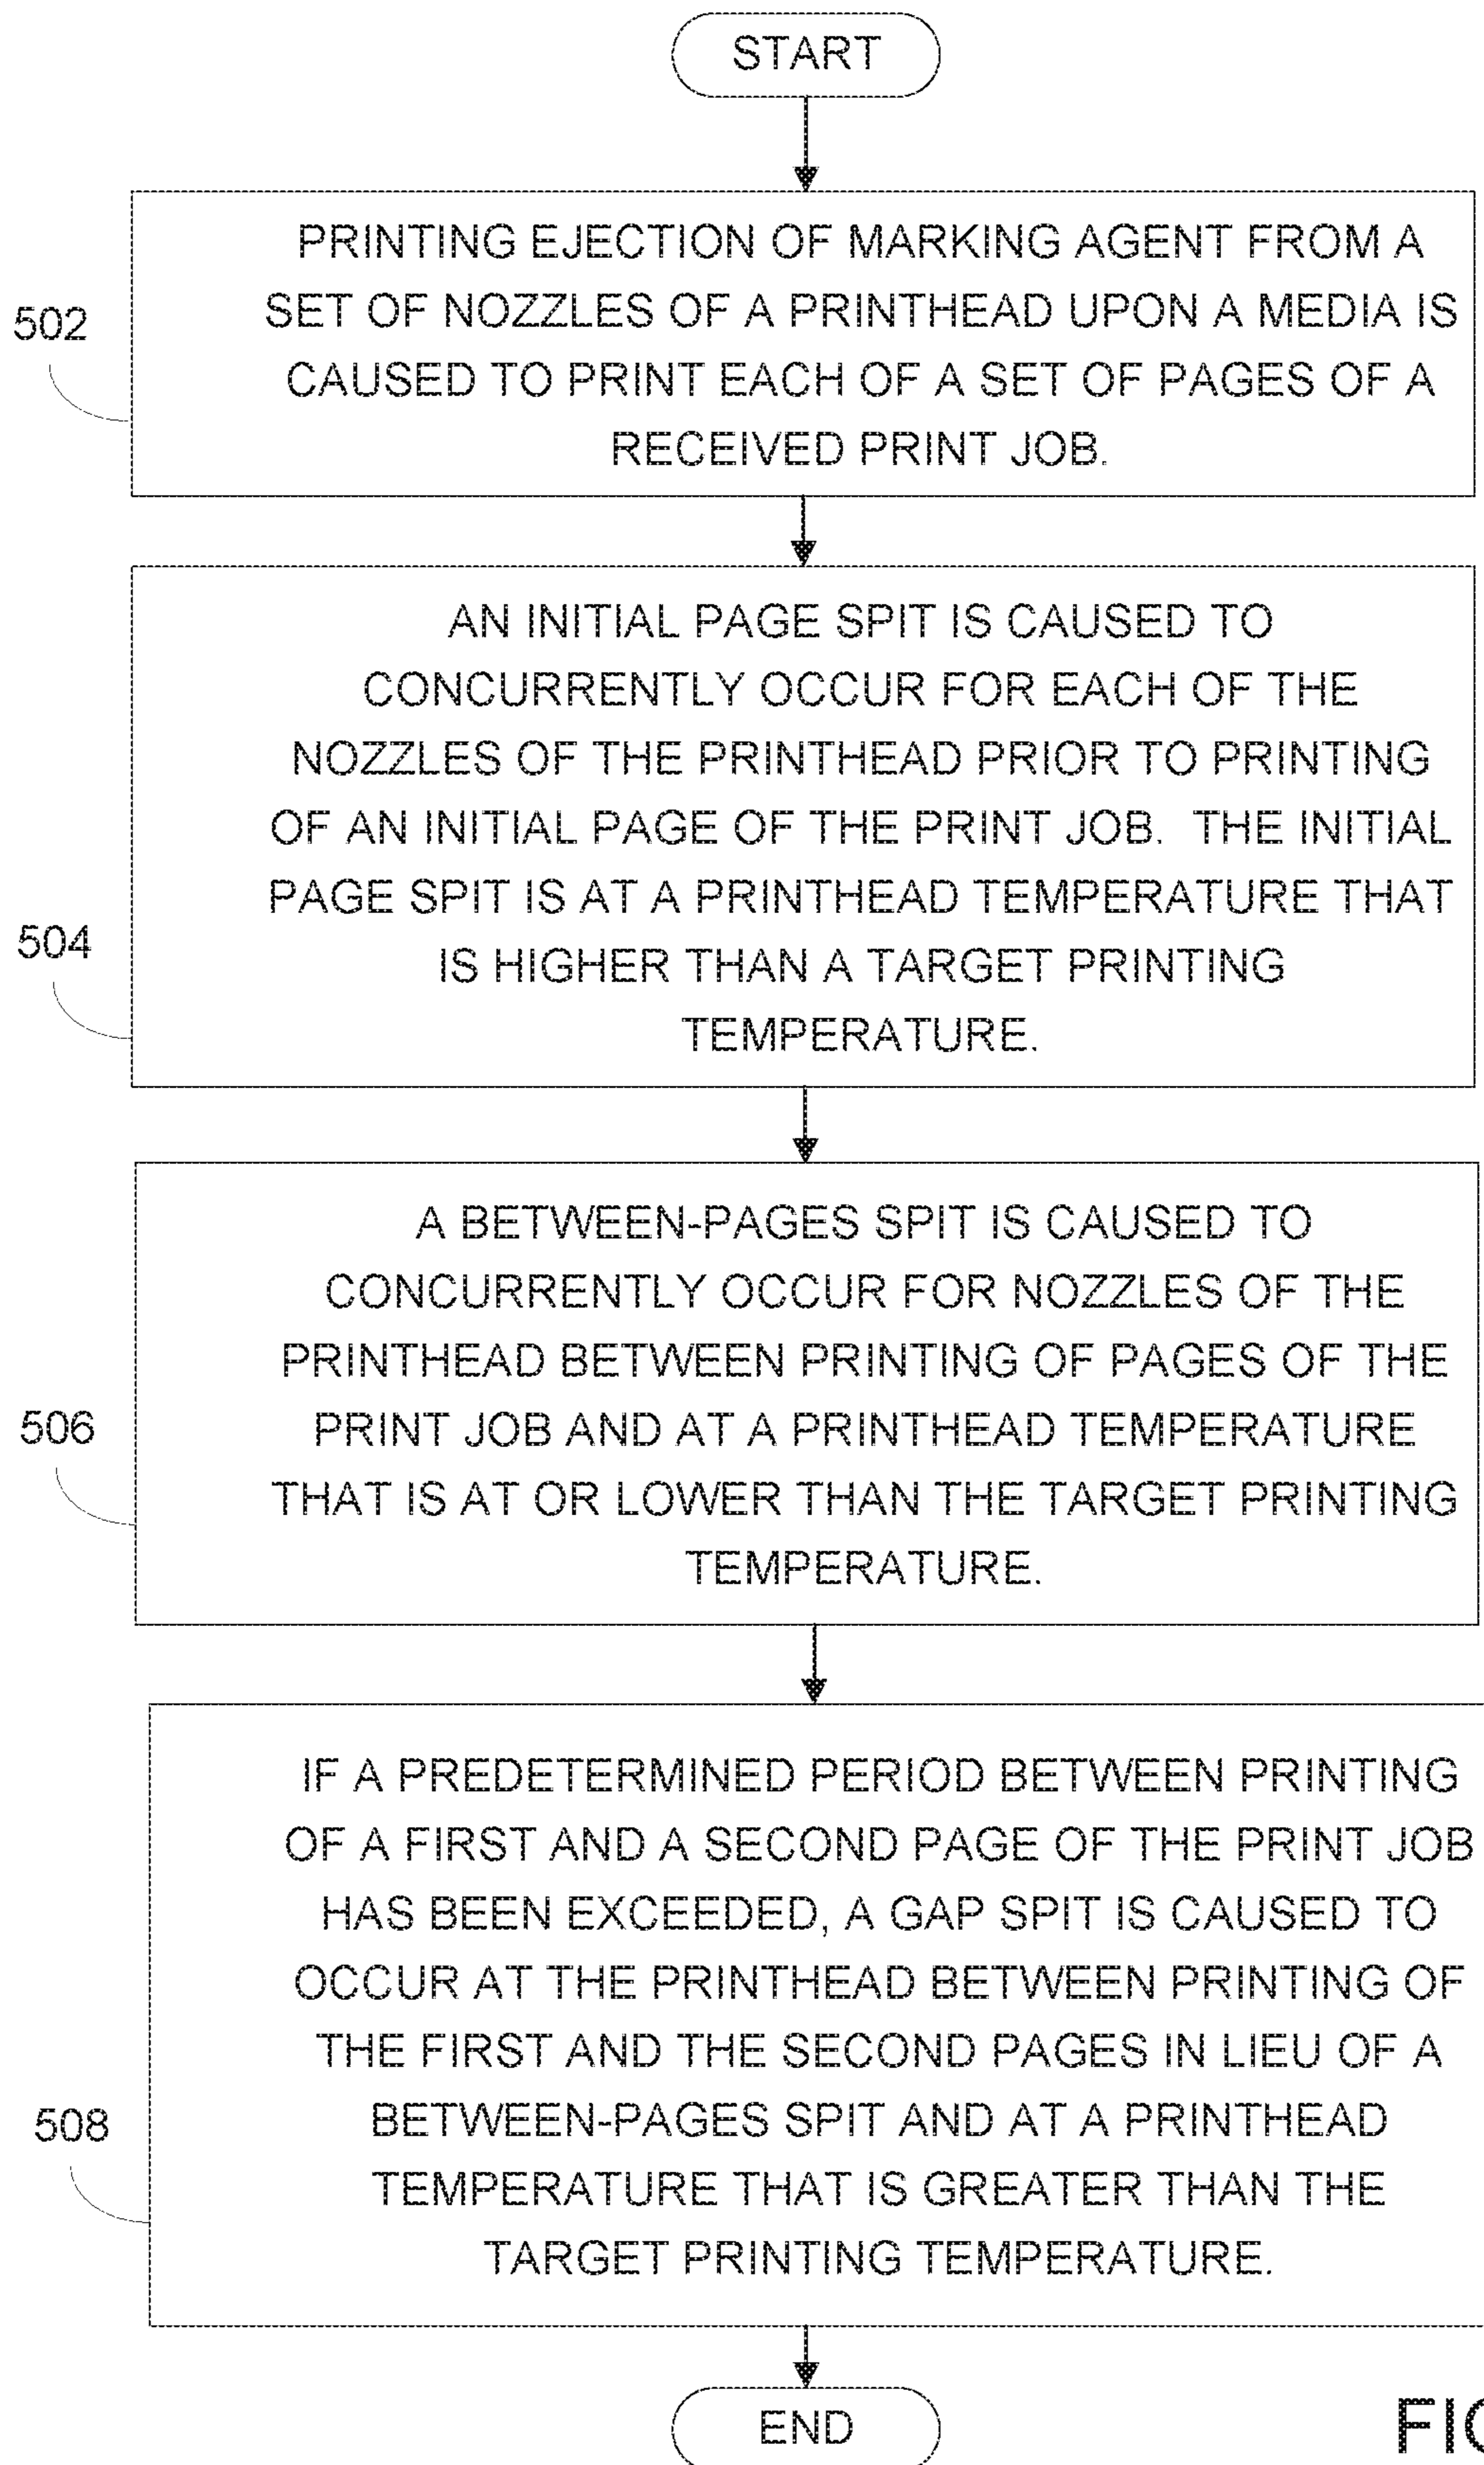 START
502
PRINTING EJECTION OF MARKING AGENT FROM A
SET OF NOZZLES OF A PRINTHEAD UPON A MEDIA IS
CAUSED TO PRINT EACH OF A SET OF PAGES OF A
RECEIVED PRINT JOB.
504
AN INITIAL PAGE SPIT IS CAUSED TO
CONCURRENTLY OCCUR FOR EACH OF THE
NOZZLES OF THE PRINTHEAD PRIOR TO PRINTING
OF AN INITIAL PAGE OF THE PRINT JOB. THE INITIAL
PAGE SPIT IS AT A PRINTHEAD TEMPERATURE THAT
IS HIGHER THAN A TARGET PRINTING
TEMPERATURE.
506
A BETWEEN-PAGES SPIT IS CAUSED TO
CONCURRENTLY OCCUR FOR NOZZLES OF THE
PRINTHEAD BETWEEN PRINTING OF PAGES OF THE
PRINT JOB AND AT A PRINTHEAD TEMPERATURE
THAT IS AT OR LOWER THAN THE TARGET PRINTING
TEMPERATURE.
508
IF A PREDETERMINED PERIOD BETWEEN PRINTING
OF A FIRST AND A SECOND PAGE OF THE PRINT JOB
HAS BEEN EXCEEDED, A GAP SPIT IS CAUSED TO
OCCUR AT THE PRINTHEAD BETWEEN PRINTING OF
THE FIRST AND THE SECOND PAGES IN LIEU OF A
BETWEEN-PAGES SPIT AND AT A PRINTHEAD
TEMPERATURE THAT IS GREATER THAN THE
TARGET PRINTING TEMPERATURE.
END